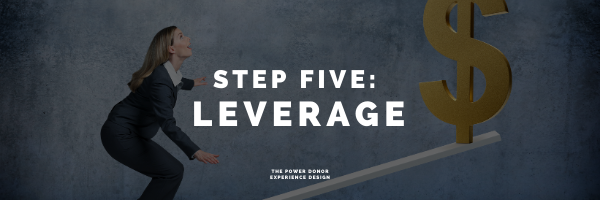 STEP FIVE:
LEVERAGE
THE POWER DONOR
EXPERIENCE DESIGN